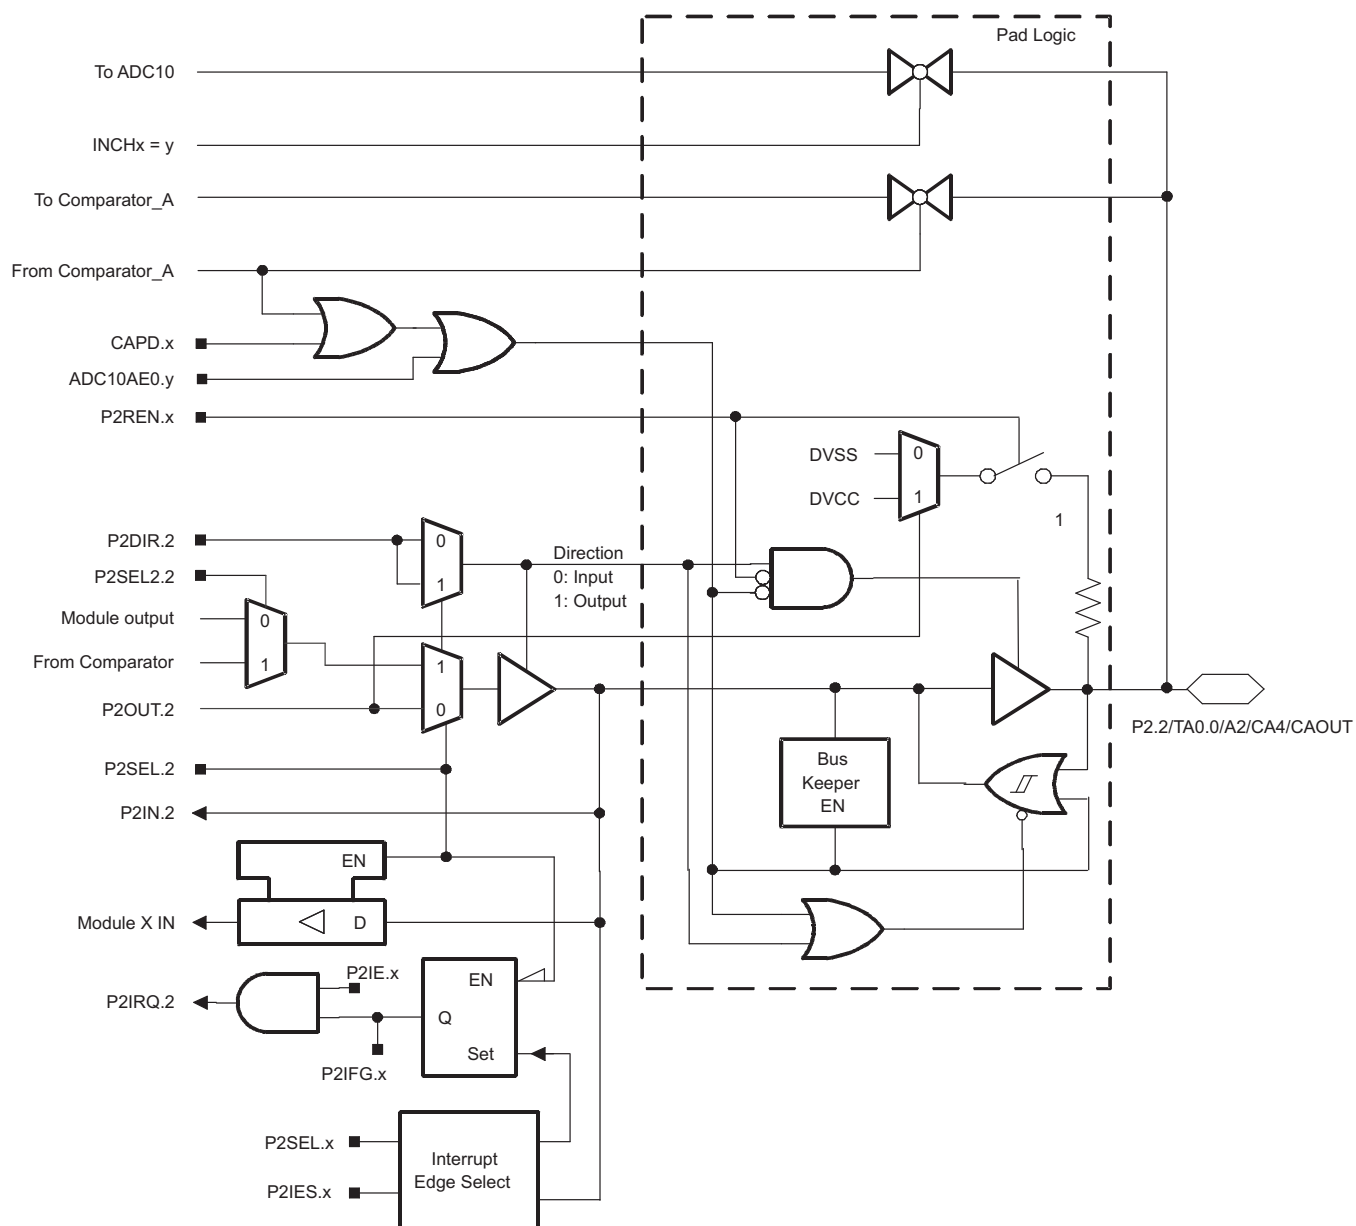 Pad Logic
To ADC10
INCHx = y
To Comparator_A
From Comparator_A
CAPD.x
ADC10AE0.y
P2REN.x
DVSS
0
DVCC
1
1
P2DIR.2
0
1
Direction
0: Input
1: Output
P2SEL2.2
Module output
0
From Comparator
1
1
P2OUT.2
0
P2.2/TA0.0/A2/CA4/CAOUT
P2SEL.2
Bus
Keeper
EN
P2IN.2
EN
Module X IN
D
P2IE.x
P2IRQ.2
EN
Q
Set
P2IFG.x
P2SEL.x
P2IES.x
Interrupt
Edge Select